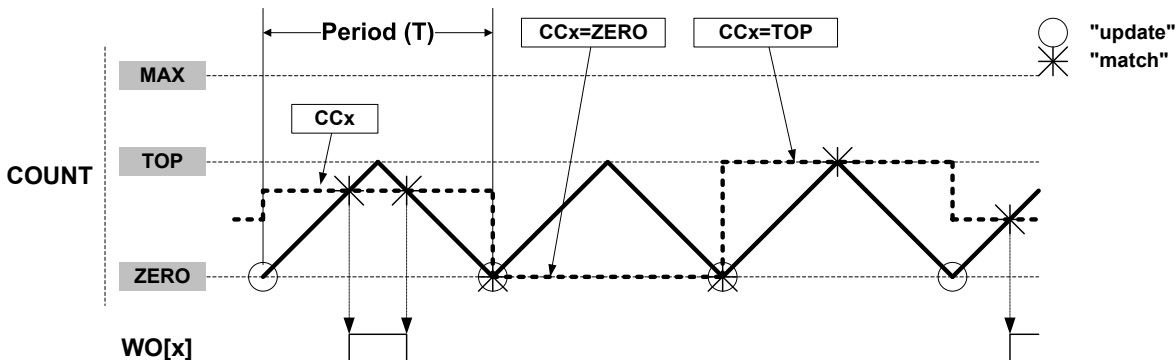 Period (T)
CCx=ZERO
CCx=TOP
"update"
"match"
MAX
CCx
TOP
COUNT
ZERO
WO[x]